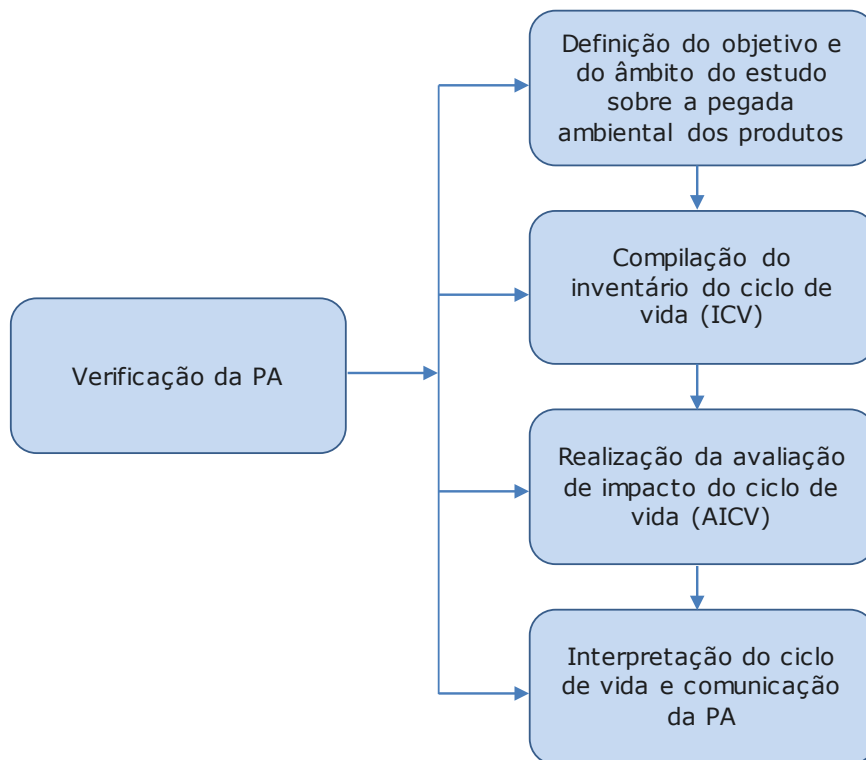 Definição do objetivo e
do âmbito do estudo
sobre a pegada
ambiental dos produtos
Compilação do
inventário do ciclo de
vida (ICV)
Verificação da PA
Realização da avaliação
de impacto do ciclo de
vida (AICV)
Interpretação do ciclo
de vida e comunicação
da PA